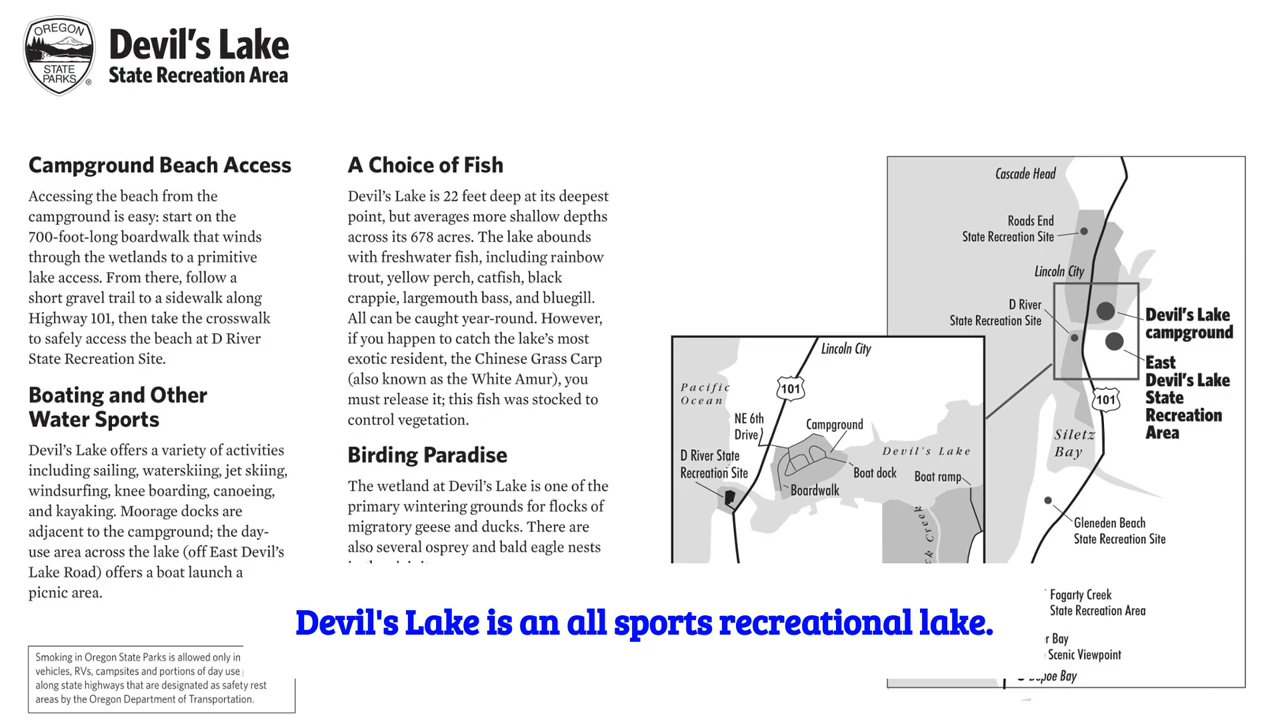 OREGON
STATE
PARKS
Devil's Lake
State Recreation Area
Campground Beach Access
Accessing the beach from the
campground is easy: start on the
700-foot-long boardwalk that winds
through the wetlands to a primitive
lake access. From there, follow a
short gravel trail to a sidewalk along
Highway 101, then take the crosswalk
to safely access the beach at D River
State Recreation Site.
Boating and Other
Water Sports
Devil's Lake offers a variety of activities
including sailing, waterskiing, jet skiing,
windsurfing, knee boarding, canoeing,
and kayaking. Moorage docks are
adjacent to the campground; the day-
use area across the lake (off East Devil's
Lake Road) offers a boat launch a
picnic area.
Smoking in Oregon State Parks is allowed only in
vehicles, RVs, campsites and portions of day use
along state highways that are designated as safety rest
areas by the Oregon Department of Transportation.
A Choice of Fish
Devil's Lake is 22 feet deep at its deepest
point, but averages more shallow depths
across its 678 acres. The lake abounds
with freshwater fish, including rainbow
trout, yellow perch, catfish, black
crappie, largemouth bass, and bluegill.
All can be caught year-round. However,
if you happen to catch the lake's most
exotic resident, the Chinese Grass Carp
(also known as the White Amur), you
must release it; this fish was stocked to
control vegetation.
Birding Paradise
The wetland at Devil's Lake is one of the
primary wintering grounds for flocks of
migratory geese and ducks. There are
also several osprey and bald eagle nests
Devil's Lake is an all sports recreational lake.
Lincoln City
Pacific
Ocean
101
NE 6th
Drive
Campground
D River State
Recreation Site
Devil's Lake
Boat dock
Boat ramp
Boardwalk
Creek
Cascade Head
Roads End
State Recreation Site
Lincoln City
D River
State Recreation Site
Devil's Lake
campground
East
Devil's Lake
State
Recreation
Area
101
Siletz
Bay
Gleneden Beach
State Recreation Site
Fogarty Creek
State Recreation Area
Bay
Scenic Viewpoint
Bay